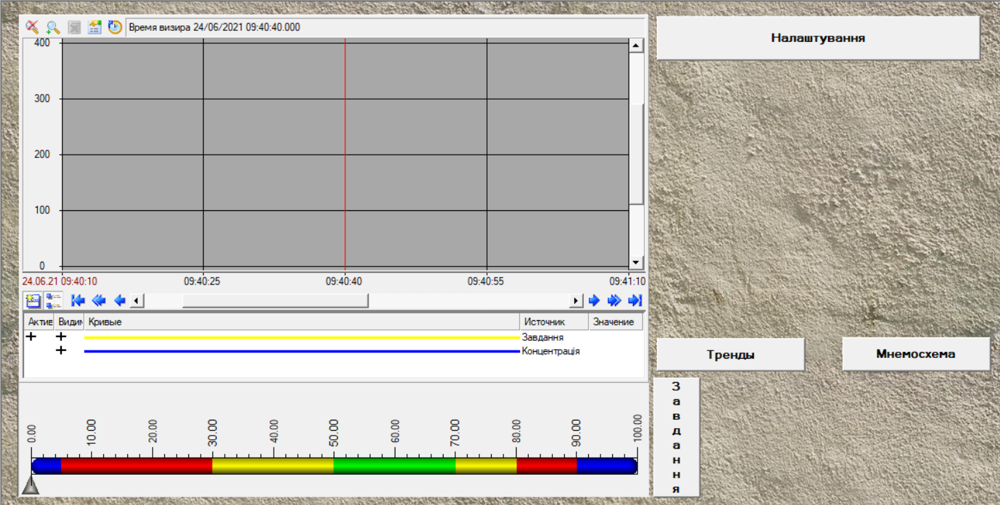 Время визира 24/06/2021 09:40:40.000
Налаштування
400
300
200
100
0
24.06.21 09:40:10 09:40:25 09:40:40 09:40:55 09:41:10
Актив Видим Кривые Источник Значение
Завдання
Концентрація
Тренды Мнемосхема
Завдання
0.00 10.00 20.00 30.00 40.00 50.00 60.00 70.00 80.00 90.00 100.00